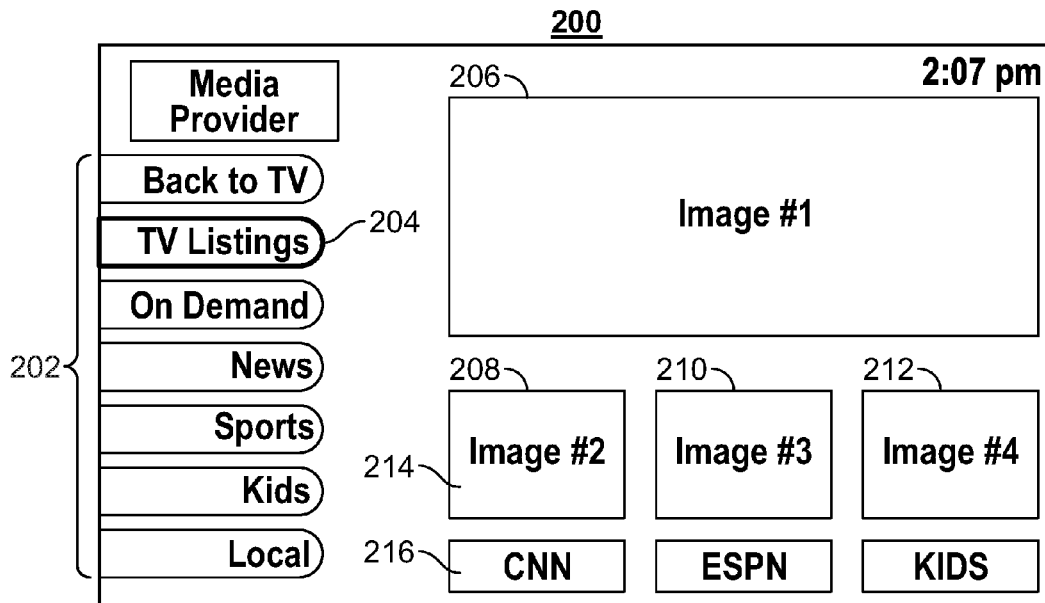 200
2:07 pm
Media
Provider
206
Image #1
Back to TV
TV Listings
204
On Demand
202
News
Sports
Kids
Local
208
210
212
Image #2
Image #3
Image #4
214
216
CNN
ESPN
KIDS